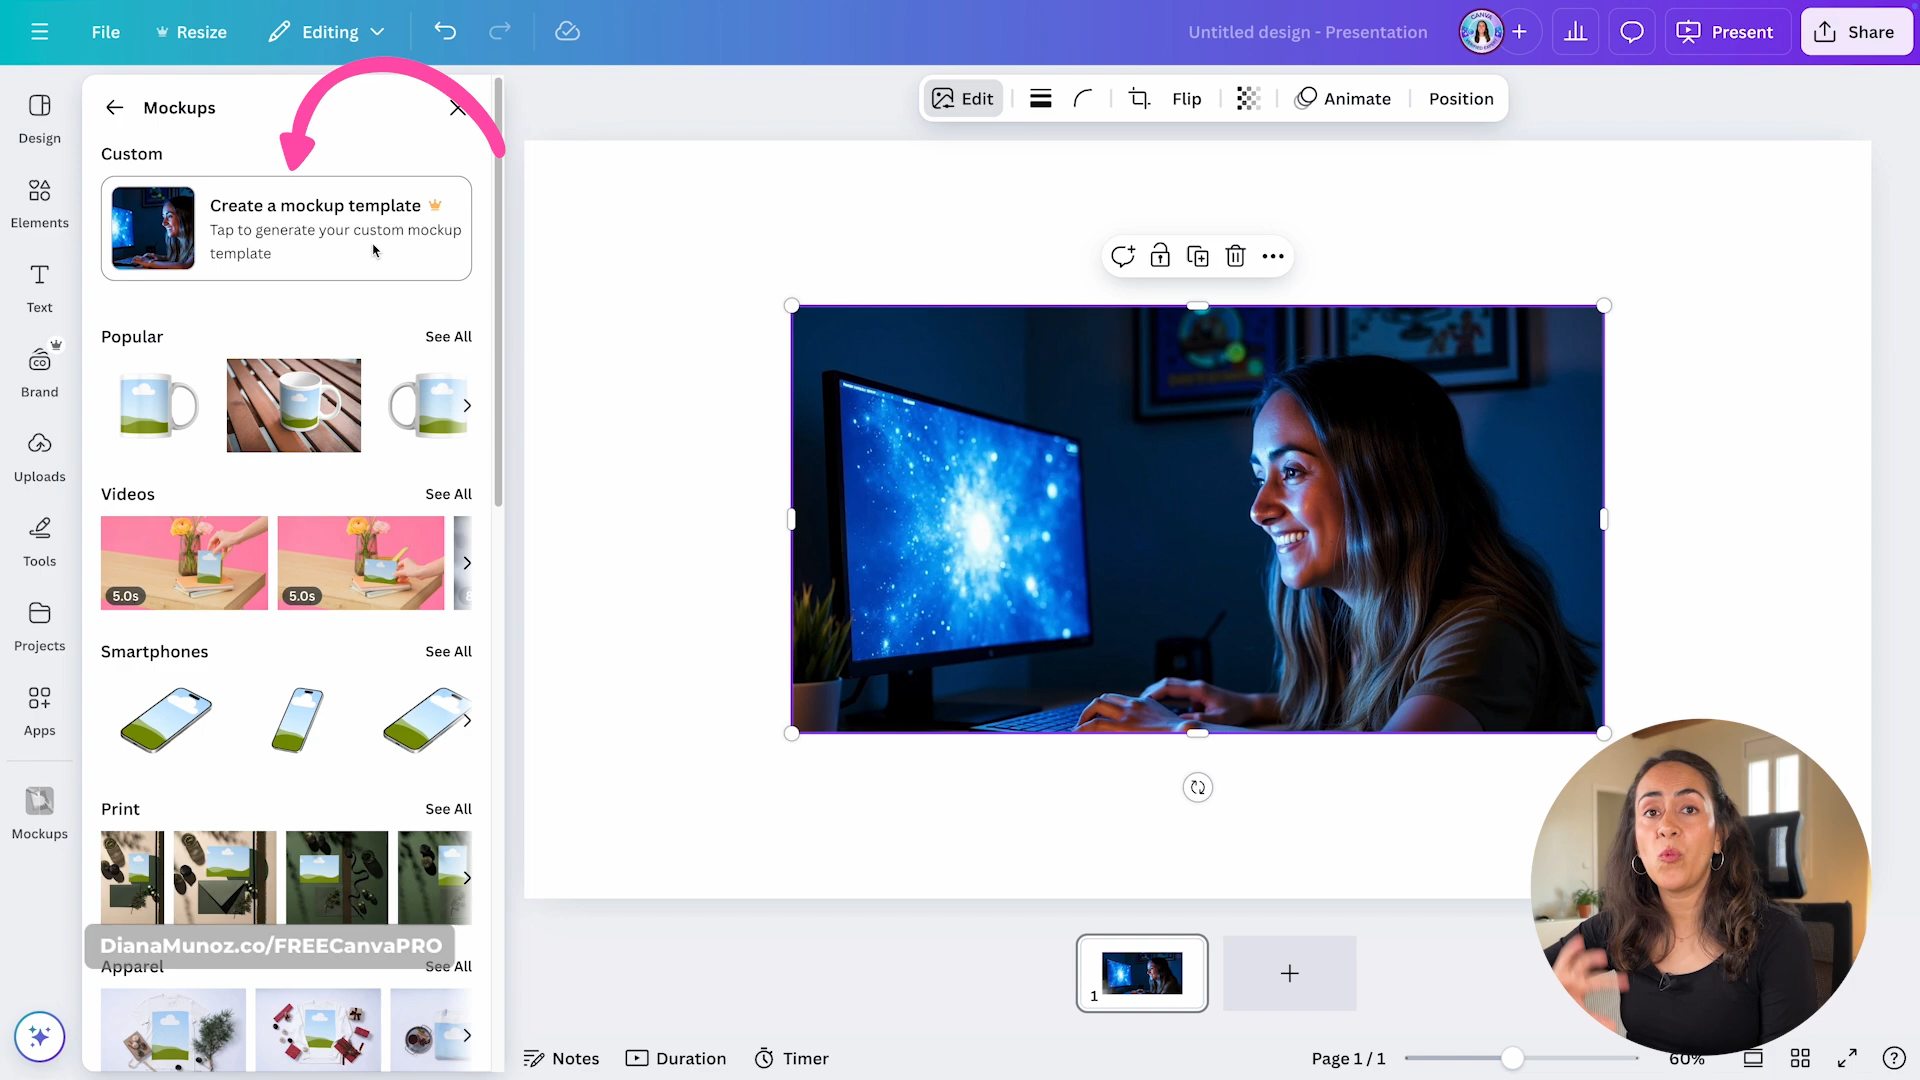 File
Resize
Editing
Untitled design - Presentation
CANVA
Present
Share
Design
Elements
Text
Brand
CO
Uploads
Tools
Projects
Apps
Mockups
Mockups
Custom
Create a mockup template
Tap to generate your custom mockup
template
Popular
See All
Videos
See All
5.0s
5.0s
8
Smartphones
See All
Print
See All
DianaMunoz.co/FREECanvaPRO
Apparel
See All
Edit
Flip
Animate
Position
1
Notes
Duration
Timer
Page 1 / 1
60%